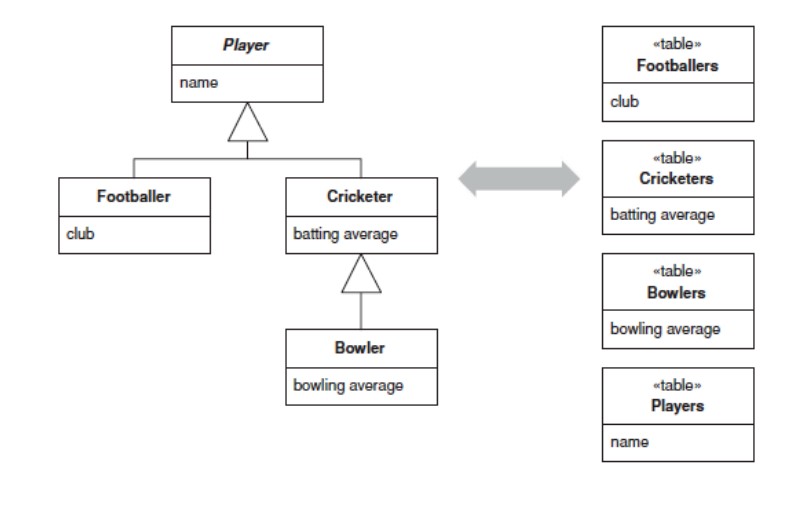 Player
name
Footballer
club
Cricketer
batting average
Bowler
bowling average
«table»
Footballers
club
«table»
Cricketers
batting average
«table»
Bowlers
bowling average
«table»
Players
name